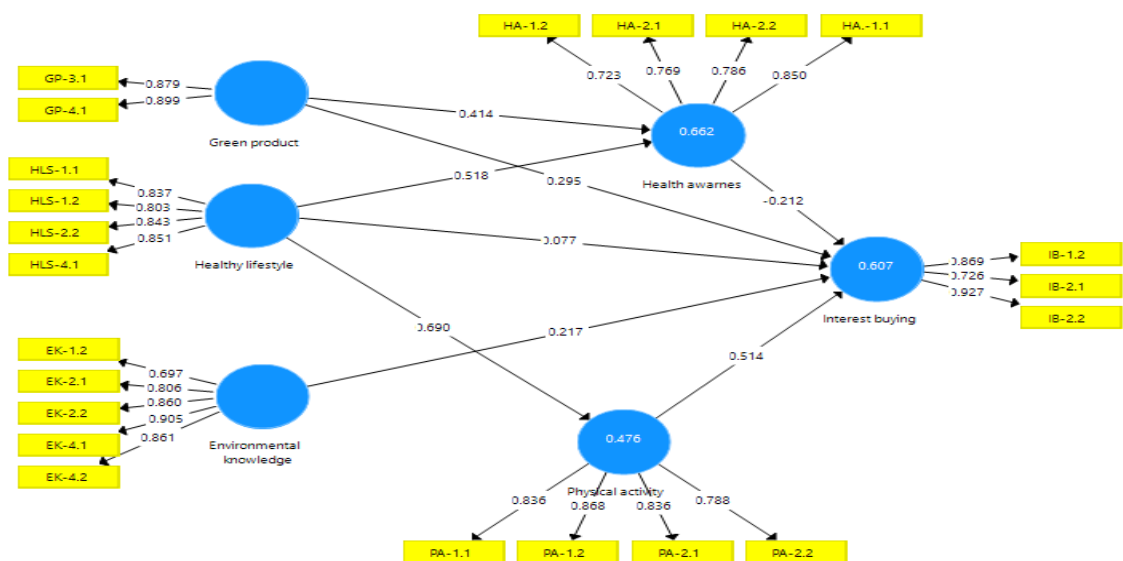 HA-1.2
HA-2.1
HA-2.2
HA.-1.1
0.723
0.769
0.786
0.850
GP-3.1
GP-4.1
0.879
0.899
Green product
0.414
0.662
Health awarnes
HLS-1.1
HLS-1.2
HLS-2.2
HLS-4.1
0.837
0.803
0.843
0.851
Healthy lifestyle
0.518
0.295
-0.212
0.077
0.607
Interest buying
0.869
0.726
0.927
IB-1.2
IB-2.1
IB-2.2
0.690
0.217
0.514
EK-1.2
EK-2.1
EK-2.2
EK-4.1
EK-4.2
0.697
0.806
0.860
0.905
0.861
Environmental
knowledge
0.476
Physical activity
0.836
0.868
0.836
0.788
PA-1.1
PA-1.2
PA-2.1
PA-2.2